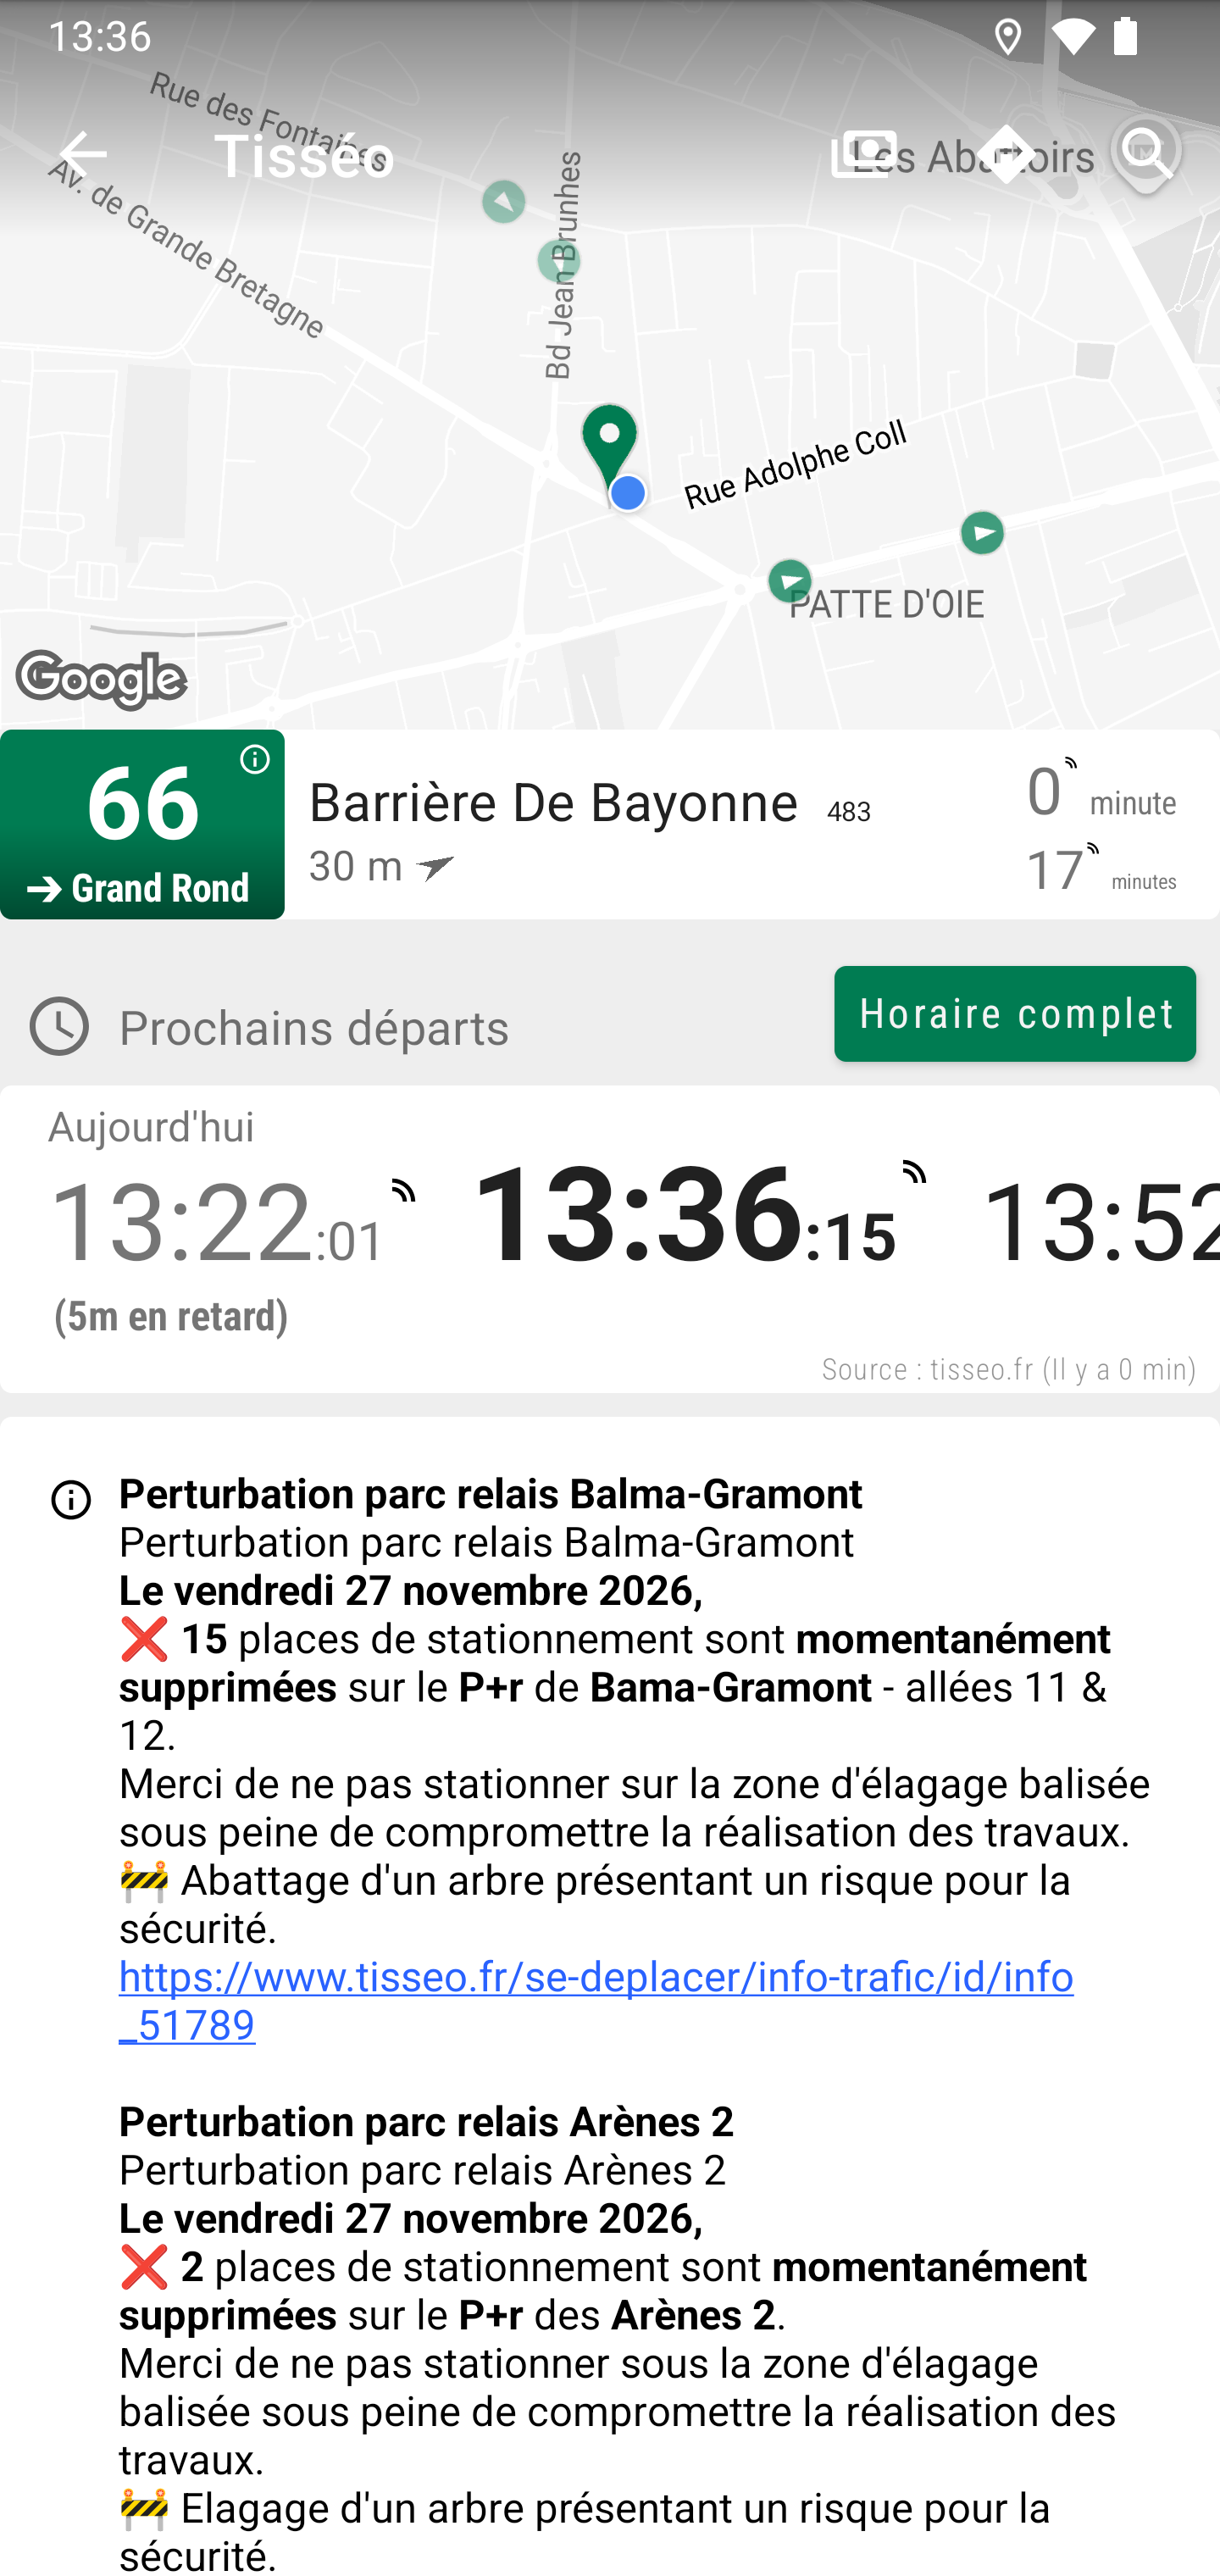 13:36
Rue des Fontaines
Tisséo
Les Abattoirs
Av. de Grande Bretagne
Bd Jean Brunhes
Rue Adolphe Coll
PATTE D'OIE
Google
66
→ Grand Rond
Barrière De Bayonne 483
30 m
0 minute
17 minutes
Prochains départs
Horaire complet
Aujourd'hui
13:22:01 13:36:15 13:52
(5m en retard)
Source : tisseo.fr (Il y a 0 min)
Perturbation parc relais Balma-Gramont
Perturbation parc relais Balma-Gramont
Le vendredi 27 novembre 2026,
❌ 15 places de stationnement sont momentanément
supprimées sur le P+r de Bama-Gramont - allées 11 &
12.
Merci de ne pas stationner sur la zone d'élagage balisée
sous peine de compromettre la réalisation des travaux.
🚧 Abattage d'un arbre présentant un risque pour la
sécurité.
https://www.tisseo.fr/se-deplacer/info-trafic/id/info
_51789
Perturbation parc relais Arènes 2
Perturbation parc relais Arènes 2
Le vendredi 27 novembre 2026,
❌ 2 places de stationnement sont momentanément
supprimées sur le P+r des Arènes 2.
Merci de ne pas stationner sous la zone d'élagage
balisée sous peine de compromettre la réalisation des
travaux.
🚧 Elagage d'un arbre présentant un risque pour la
sécurité.